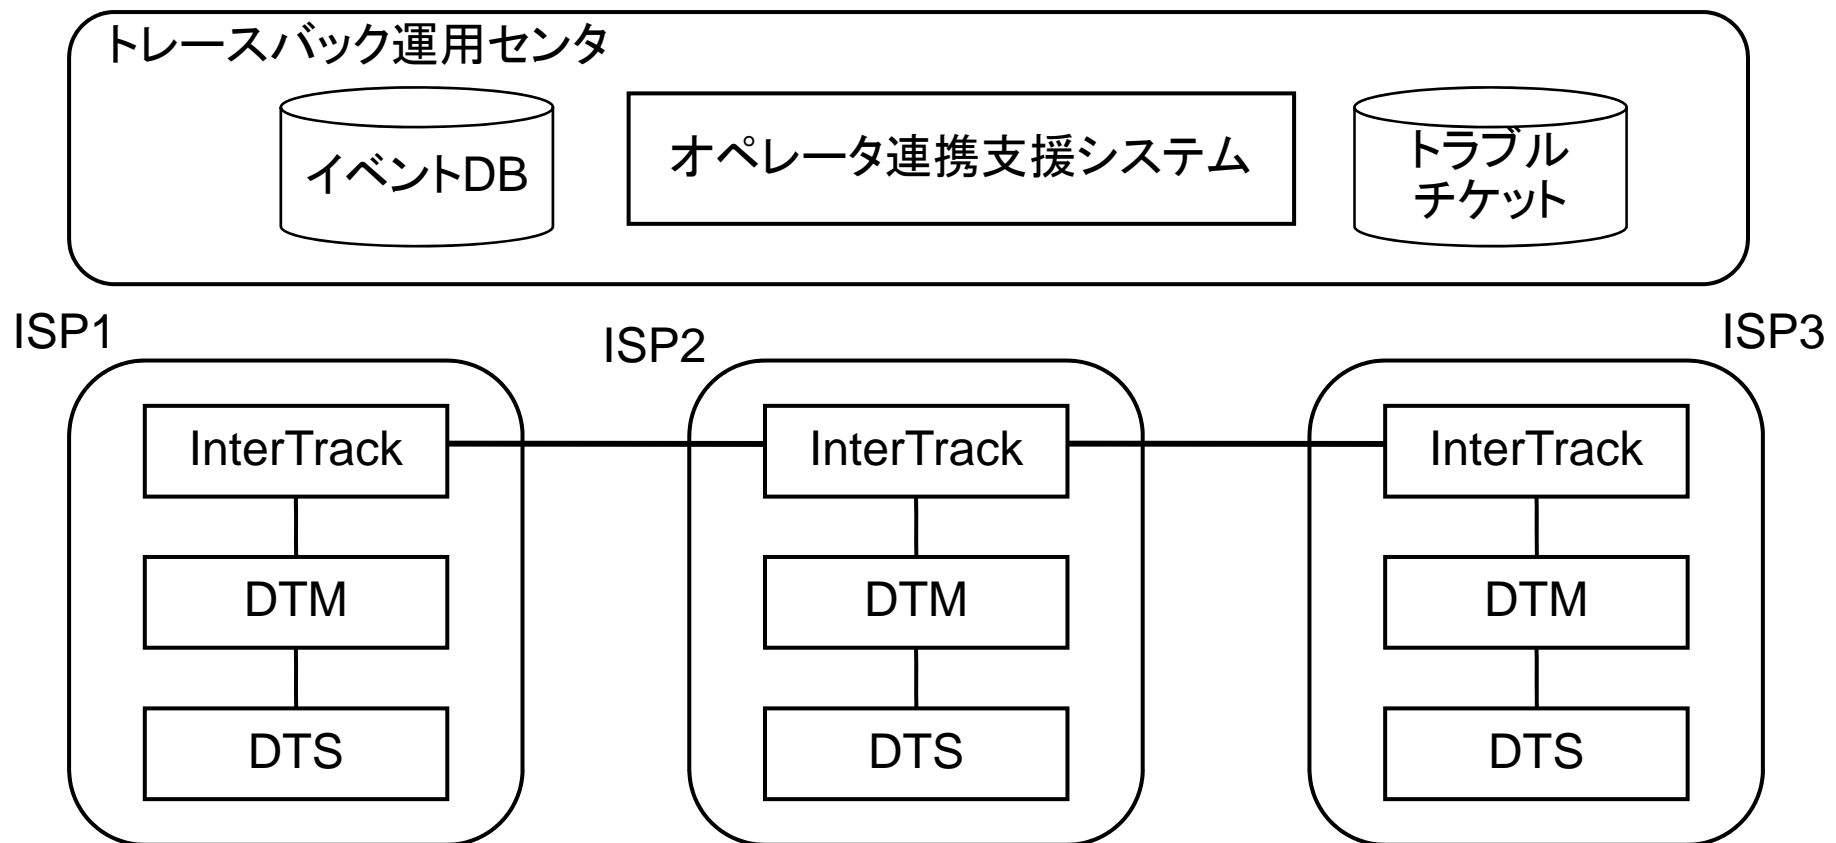 トレースバック運用センタ
イベントDB
オペレータ連携支援システム
トラブル
チケット
ISP1
ISP2
ISP3
InterTrack
InterTrack
InterTrack
DTM
DTM
DTM
DTS
DTS
DTS